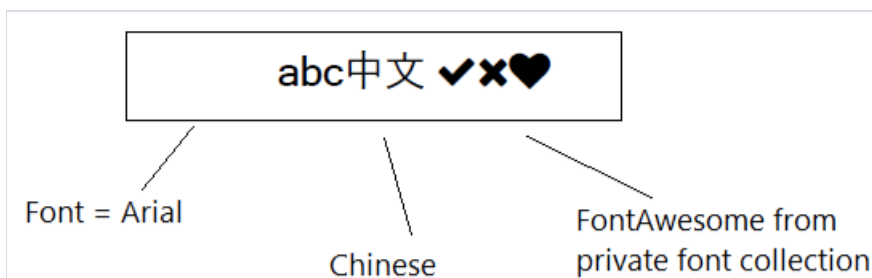 abc中文 ✔✖♥
Font = Arial
Chinese
FontAwesome from
private font collection